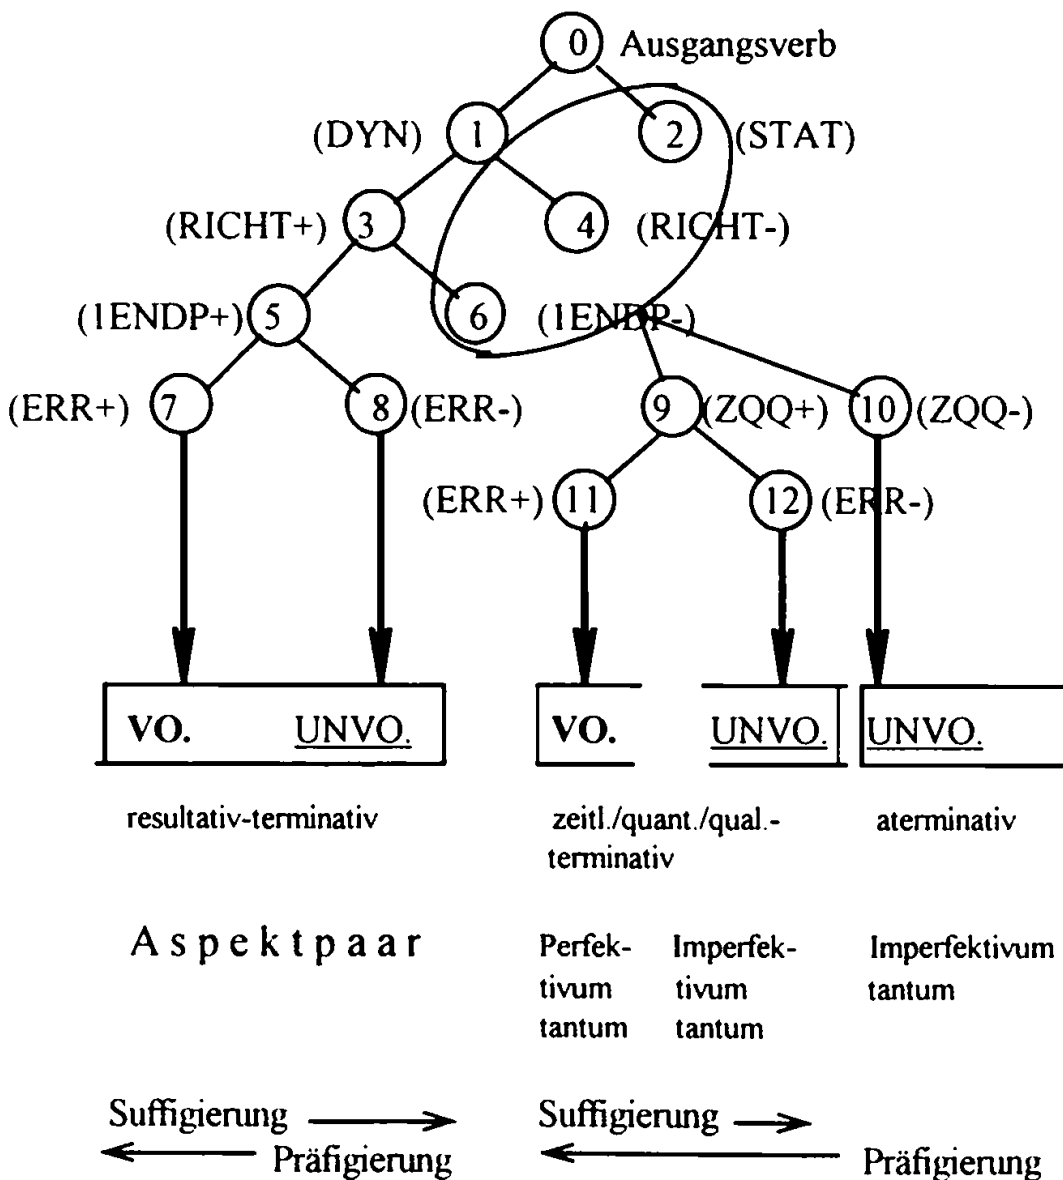 0 Ausgangsverb
(DYN) 1 2 (STAT)
(RICHT+) 3 4 (RICHT-)
(1ENDP+) 5 6 (1ENDP-)
(ERR+) 7 8 (ERR-) 9 (ZQQ+) 10 (ZQQ-)
(ERR+) 11 12 (ERR-)
VO. UNVO. VO. UNVO. UNVO.
resultativ-terminativ zeitl./quant./qual.- aterminativ
terminativ
Aspektpaar Perfek- Imperfek- Imperfektivum
tivum tivum tantum
tantum tantum
Suffigierung Suffigierung
Präfigierung Präfigierung